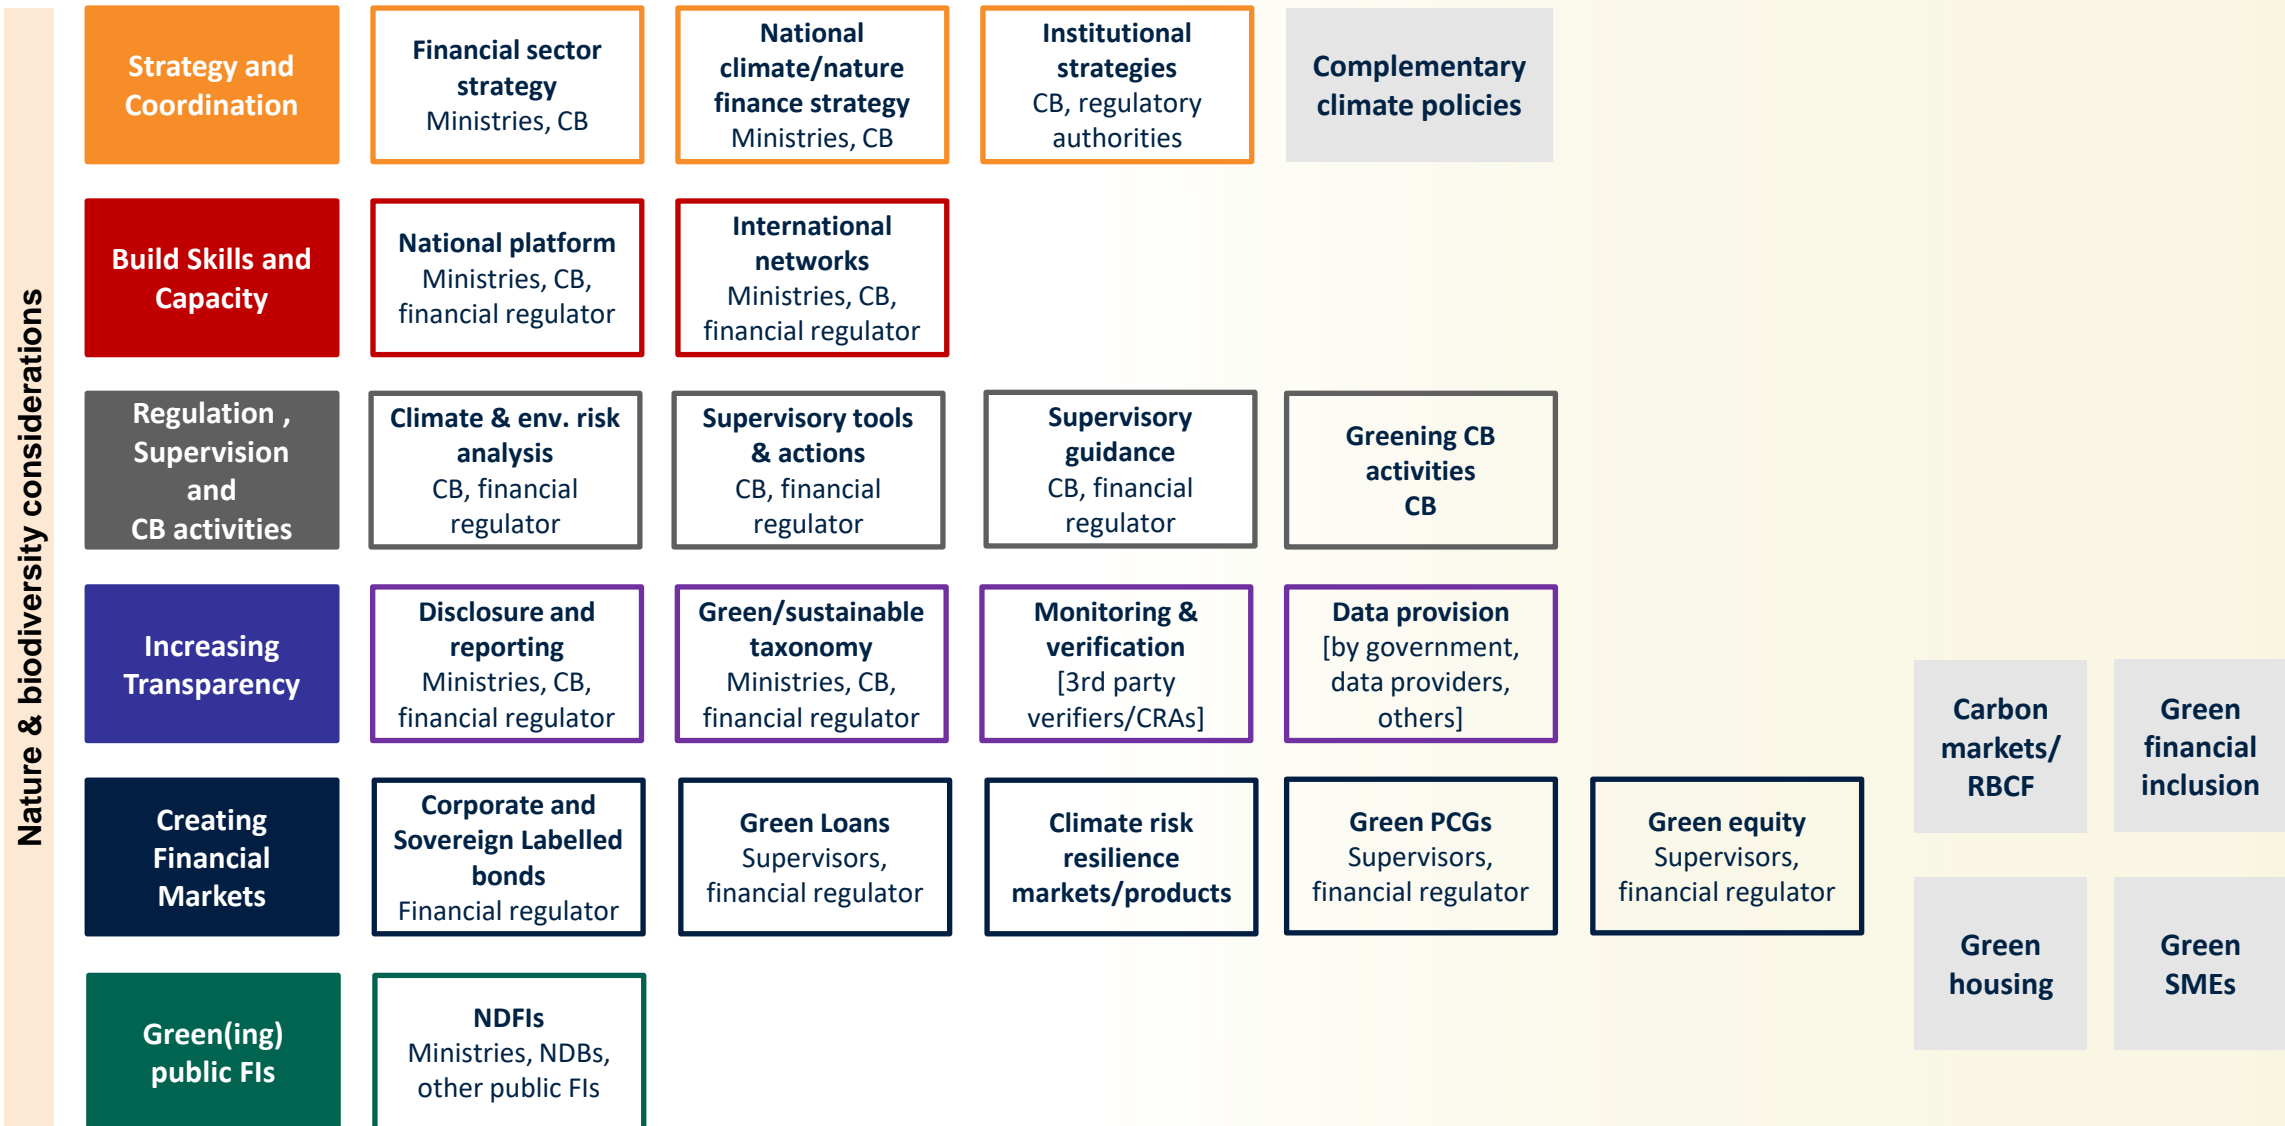 Nature & biodiversity considerations
Strategy and
Coordination
Financial sector
strategy
Ministries, CB
National
climate/nature
finance strategy
Ministries, CB
Institutional
strategies
CB, regulatory
authorities
Complementary
climate policies
Build Skills and
Capacity
National platform
Ministries, CB,
financial regulator
International
networks
Ministries, CB,
financial regulator
Regulation ,
Supervision
and
CB activities
Climate & env. risk
analysis
CB, financial
regulator
Supervisory tools
& actions
CB, financial
regulator
Supervisory
guidance
CB, financial
regulator
Greening CB
activities
CB
Increasing
Transparency
Disclosure and
reporting
Ministries, CB,
financial regulator
Green/sustainable
taxonomy
Ministries, CB,
financial regulator
Monitoring &
verification
[3rd party
verifiers/CRAs]
Data provision
[by government,
data providers,
others]
Creating
Financial
Markets
Corporate and
Sovereign Labelled
bonds
Financial regulator
Green Loans
Supervisors,
financial regulator
Climate risk
resilience
markets/products
Green PCGs
Supervisors,
financial regulator
Green equity
Supervisors,
financial regulator
Carbon
markets/
RBCF
Green
financial
inclusion
Green
housing
Green
SMEs
Green(ing)
public FIs
NDFIs
Ministries, NDBs,
other public FIs